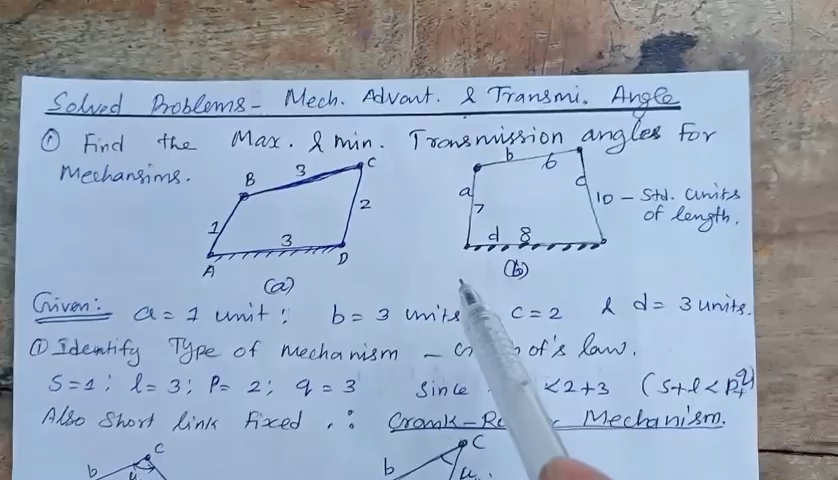 Solved Problems - Mech. Advant. & Transmi. Angle
① Find the Max. & min. Transmission angles for
Mechansims.
B 3 C
1 2
A 3 D
(a)
b 6
a 7 c 10 - Std. units
of length.
d 8
(b)
Given: a = 1 unit : b = 3 units c = 2 & d = 3 units.
① Identify Type of mechanism - of's law.
S=1 ; l = 3 ; P= 2 ; q = 3 Since <2+3 (S+l < P+q)
Also Short link fixed ∴ Crank- Mechanism.
b C
μ
b C
μ